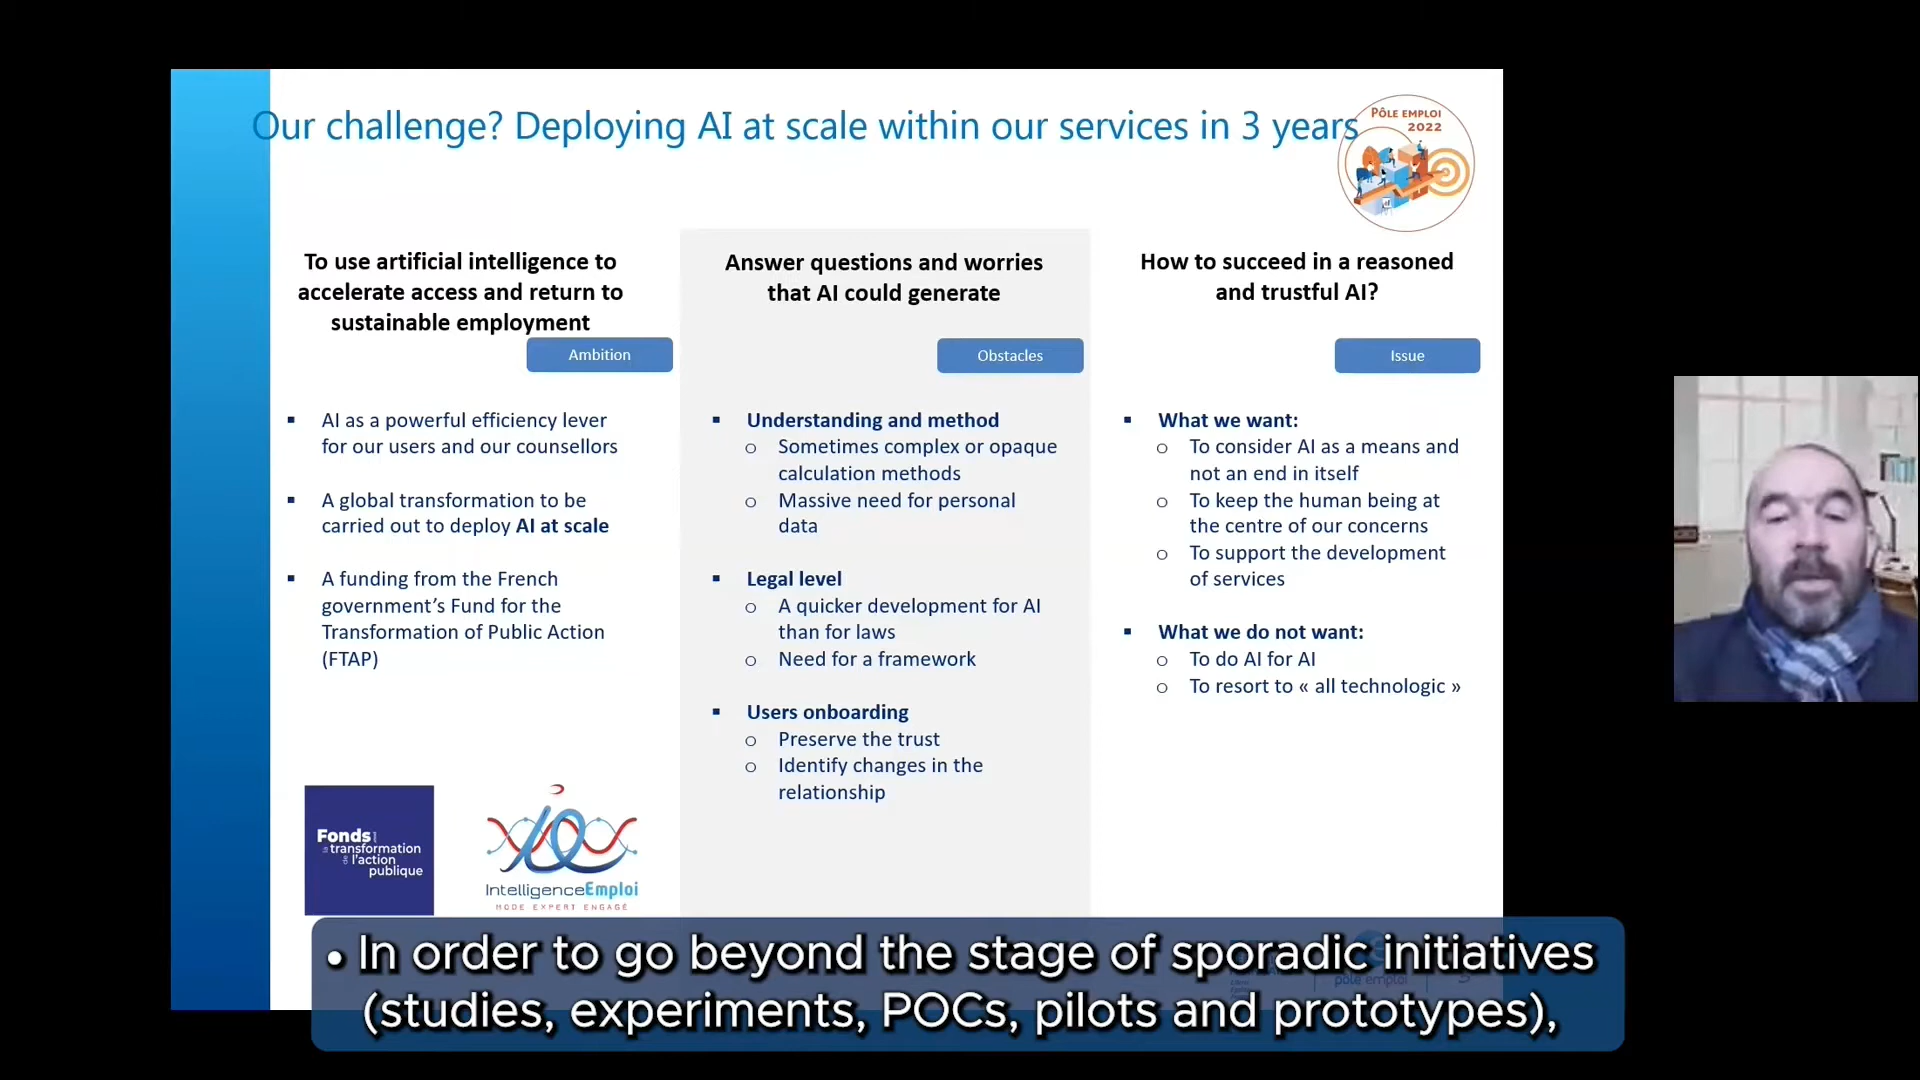 Our challenge? Deploying AI at scale within our services in 3 years
PÔLE EMPLOI
2022
To use artificial intelligence to
accelerate access and return to
sustainable employment
Ambition
▪ AI as a powerful efficiency lever
for our users and our counsellors
▪ A global transformation to be
carried out to deploy AI at scale
▪ A funding from the French
government’s Fund for the
Transformation of Public Action
(FTAP)
Fonds
transformation
de l'action
publique
IntelligenceEmploi
MODE EXPERT ENGAGÉ
Answer questions and worries
that AI could generate
Obstacles
▪ Understanding and method
o Sometimes complex or opaque
calculation methods
o Massive need for personal
data
▪ Legal level
o A quicker development for AI
than for laws
o Need for a framework
▪ Users onboarding
o Preserve the trust
o Identify changes in the
relationship
How to succeed in a reasoned
and trustful AI?
Issue
▪ What we want:
o To consider AI as a means and
not an end in itself
o To keep the human being at
the centre of our concerns
o To support the development
of services
▪ What we do not want:
o To do AI for AI
o To resort to « all technologic »
pôle emploi
• In order to go beyond the stage of sporadic initiatives
(studies, experiments, POCs, pilots and prototypes),